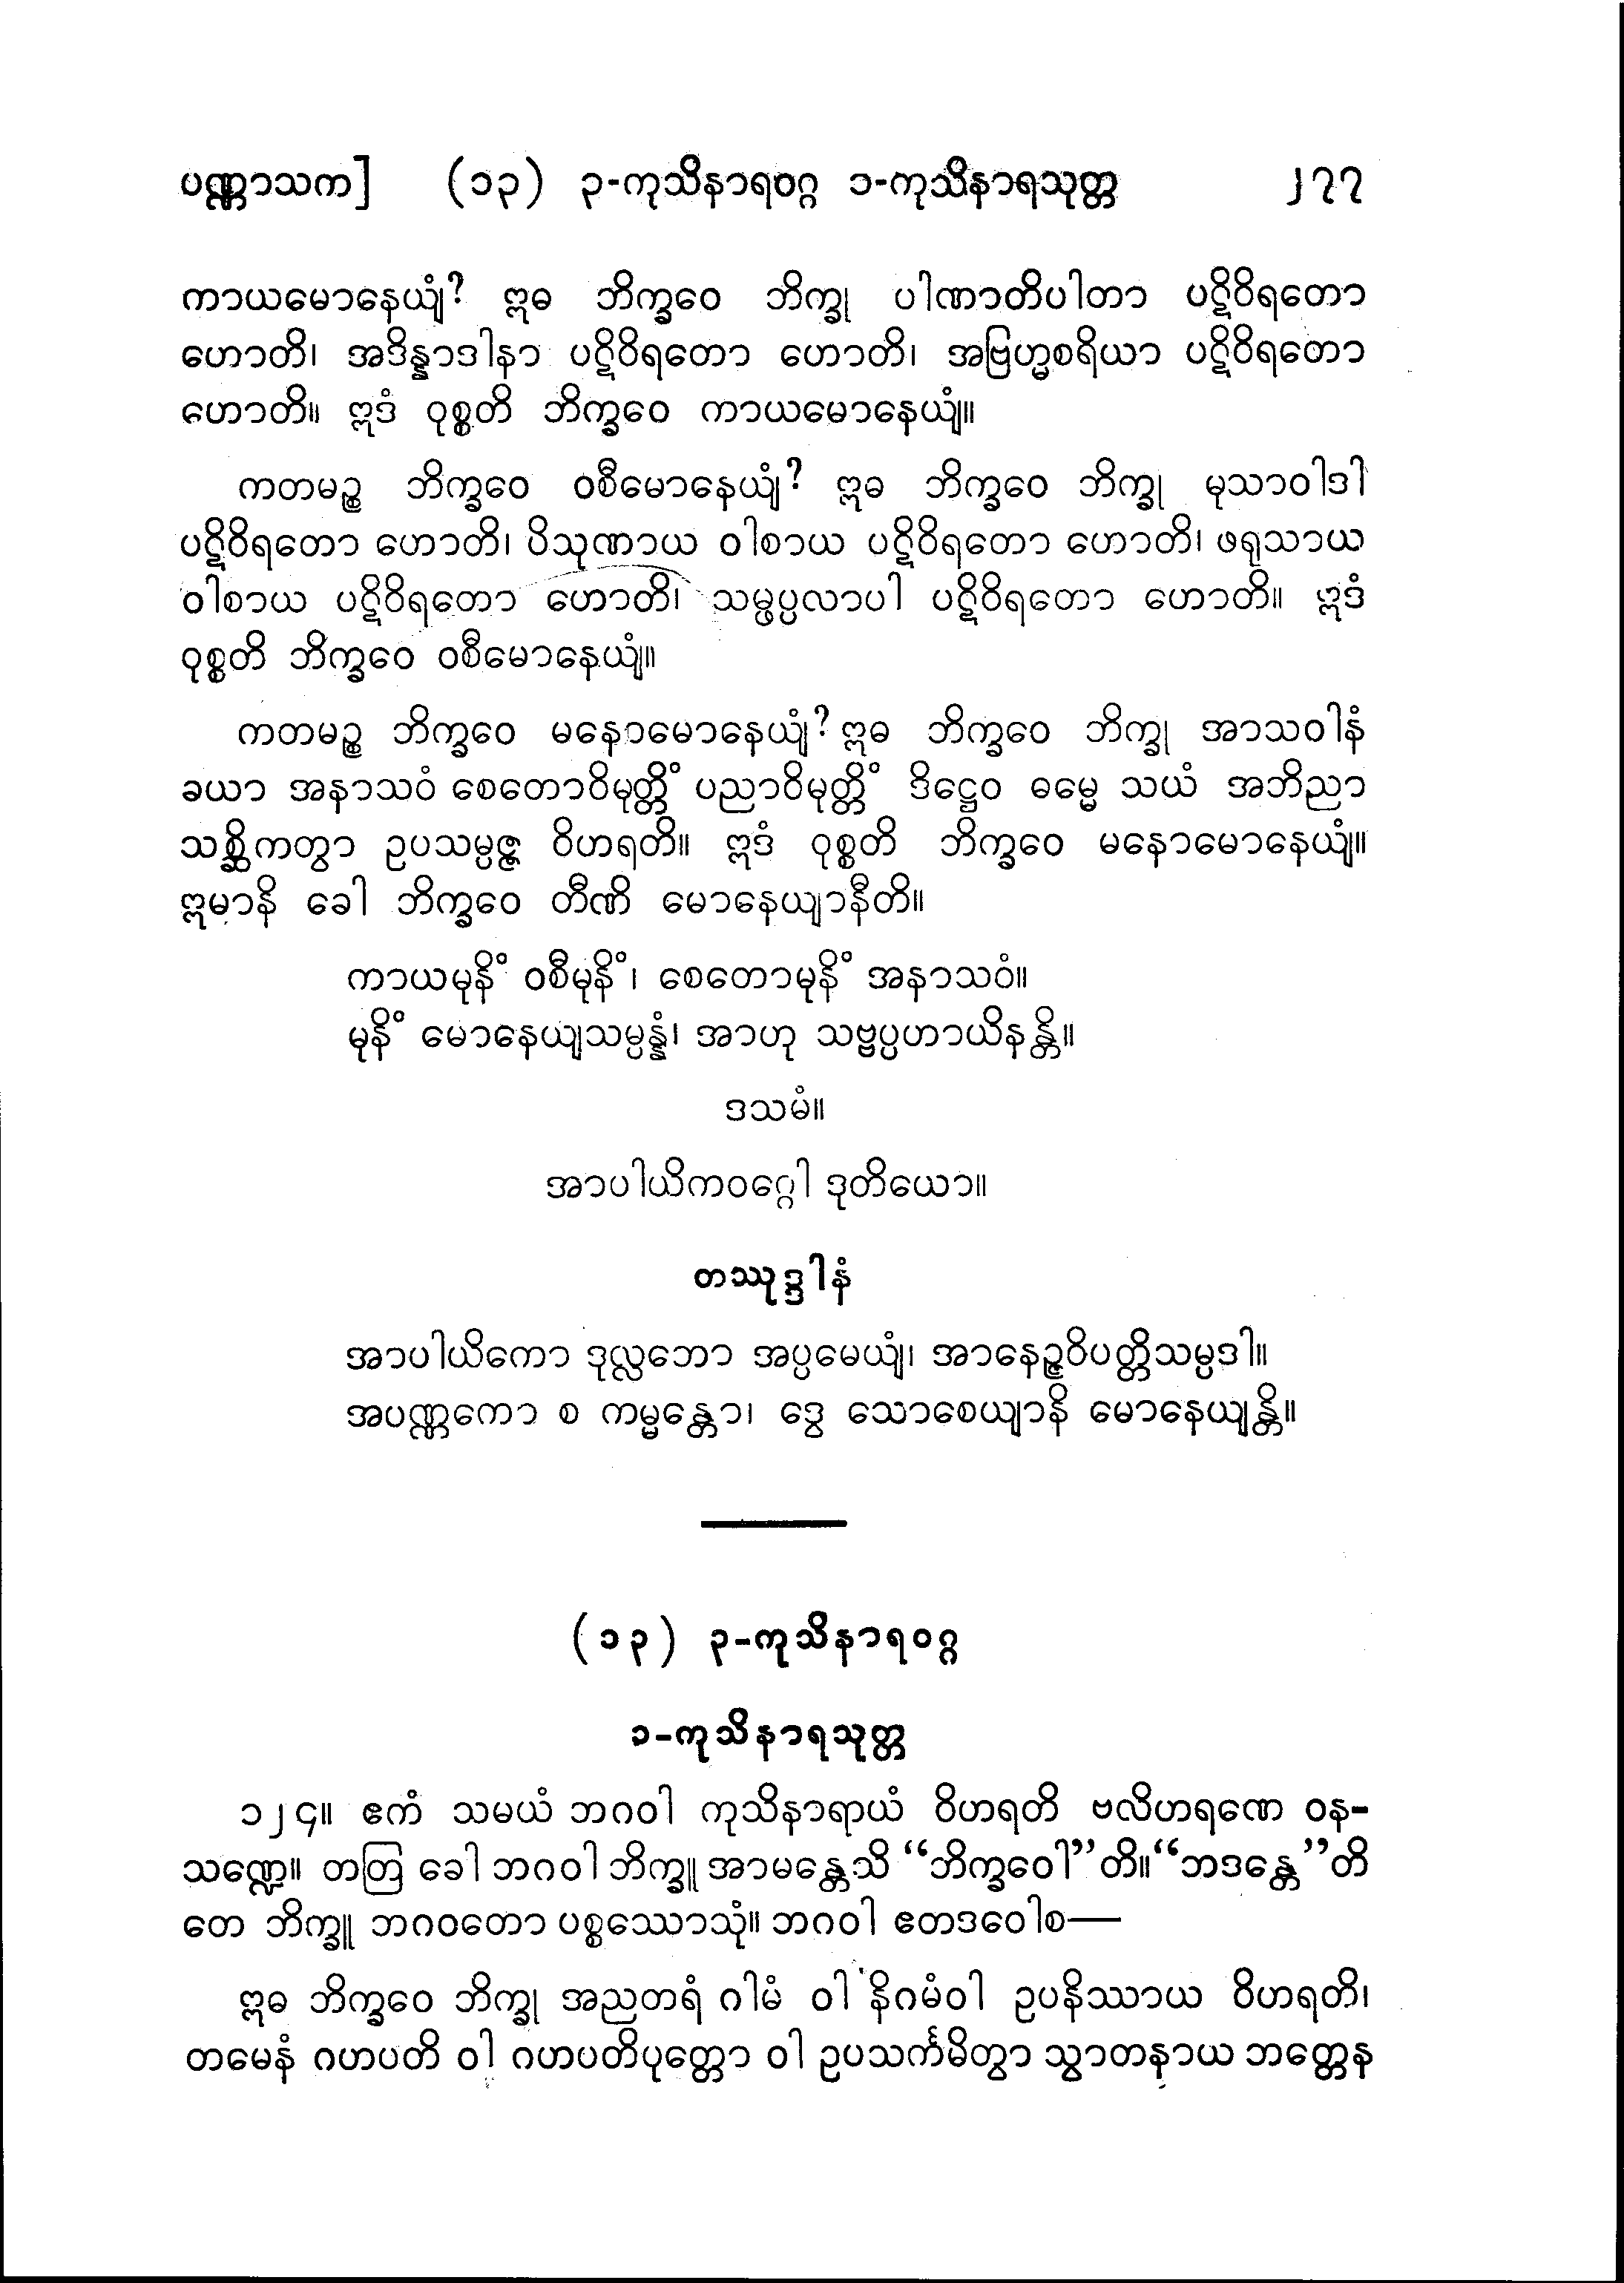 ပဏ္ဏာသက] (၁၃) ၃-ကုသိနာရဝဂ္ဂ ၁-ကုသိနာရသုတ္တ ၂၇၇
ကာယမောနေယျံ? ဣဓ ဘိက္ခဝေ ဘိက္ခု ပါဏာတိပါတာ ပဋိဝိရတော
ဟောတိ၊ အဒိန္နာဒါနာ ပဋိဝိရတော ဟောတိ၊ အဗြဟ္မစရိယာ ပဋိဝိရတော
ဟောတိ။ ဣဒံ ဝုစ္စတိ ဘိက္ခဝေ ကာယမောနေယျံ။
ကတမဉ္စ ဘိက္ခဝေ ဝစီမောနေယျံ? ဣဓ ဘိက္ခဝေ ဘိက္ခု မုသာဝါဒါ
ပဋိဝိရတော ဟောတိ၊ ပိသုဏာယ ဝါစာယ ပဋိဝိရတော ဟောတိ၊ ဖရုသာယ
ဝါစာယ ပဋိဝိရတော ဟောတိ၊ သမ္ဖပ္ပလာပါ ပဋိဝိရတော ဟောတိ။ ဣဒံ
ဝုစ္စတိ ဘိက္ခဝေ ဝစီမောနေယျံ။
ကတမဉ္စ ဘိက္ခဝေ မနောမောနေယျံ? ဣဓ ဘိက္ခဝေ ဘိက္ခု အာသဝါနံ
ခယာ အနာသဝံ စေတောဝိမုတ္တိံ ပညာဝိမုတ္တိံ ဒိဋ္ဌေဝ ဓမ္မေ သယံ အဘိညာ
သစ္ဆိကတွာ ဥပသမ္ပဇ္ဇ ဝိဟရတိ။ ဣဒံ ဝုစ္စတိ ဘိက္ခဝေ မနောမောနေယျံ။
ဣမာနိ ခေါ ဘိက္ခဝေ တီဏိ မောနေယျာနီတိ။
ကာယမုနိံ ဝစီမုနိံ၊ စေတောမုနိံ အနာသဝံ။
မုနိံ မောနေယျသမ္ပန္နံ၊ အာဟု သဗ္ဗပ္ပဟာယိနန္တိ။
ဒသမံ။
အာပါယိကဝဂ္ဂေါ ဒုတိယော။
တဿုဒ္ဒါနံ
အာပါယိကော ဒုလ္လဘော အပ္ပမေယျံ၊ အာနေဉ္ဇဝိပတ္တိသမ္ပဒါ။
အပဏ္ဏကော စ ကမ္မန္တော၊ ဒွေ သောစေယျာနိ မောနေယျန္တိ။
(၁၃) ၃-ကုသိနာရဝဂ္ဂ
၁-ကုသိနာရသုတ္တ
၁၂၄။ ဧကံ သမယံ ဘဂဝါ ကုသိနာရာယံ ဝိဟရတိ ဗလိဟရဏေ ဝန-
သဏ္ဍေ။ တတြ ခေါ ဘဂဝါ ဘိက္ခူ အာမန္တေသိ “ဘိက္ခဝေါ”တိ။ “ဘဒန္တေ”တိ
တေ ဘိက္ခူ ဘဂဝတော ပစ္စဿောသုံ။ ဘဂဝါ ဧတဒဝေါစ—
ဣဓ ဘိက္ခဝေ ဘိက္ခု အညတရံ ဂါမံ ဝါ နိဂမံဝါ ဥပနိဿာယ ဝိဟရတိ၊
တမေနံ ဂဟပတိ ဝါ ဂဟပတိပုတ္တော ဝါ ဥပသင်္ကမိတွာ သွာတနာယ ဘတ္တေန